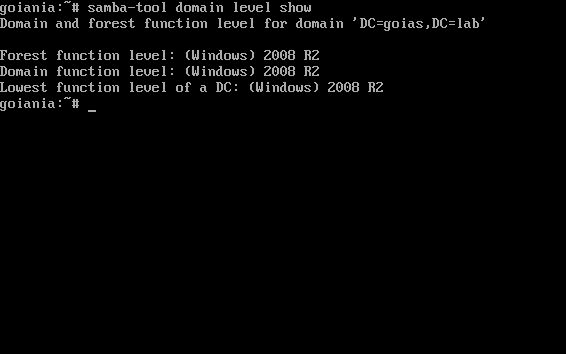 goiania:~# samba-tool domain level show
Domain and forest function level for domain 'DC=goias,DC=lab'
Forest function level: (Windows) 2008 R2
Domain function level: (Windows) 2008 R2
Lowest function level of a DC: (Windows) 2008 R2
goiania:~# _